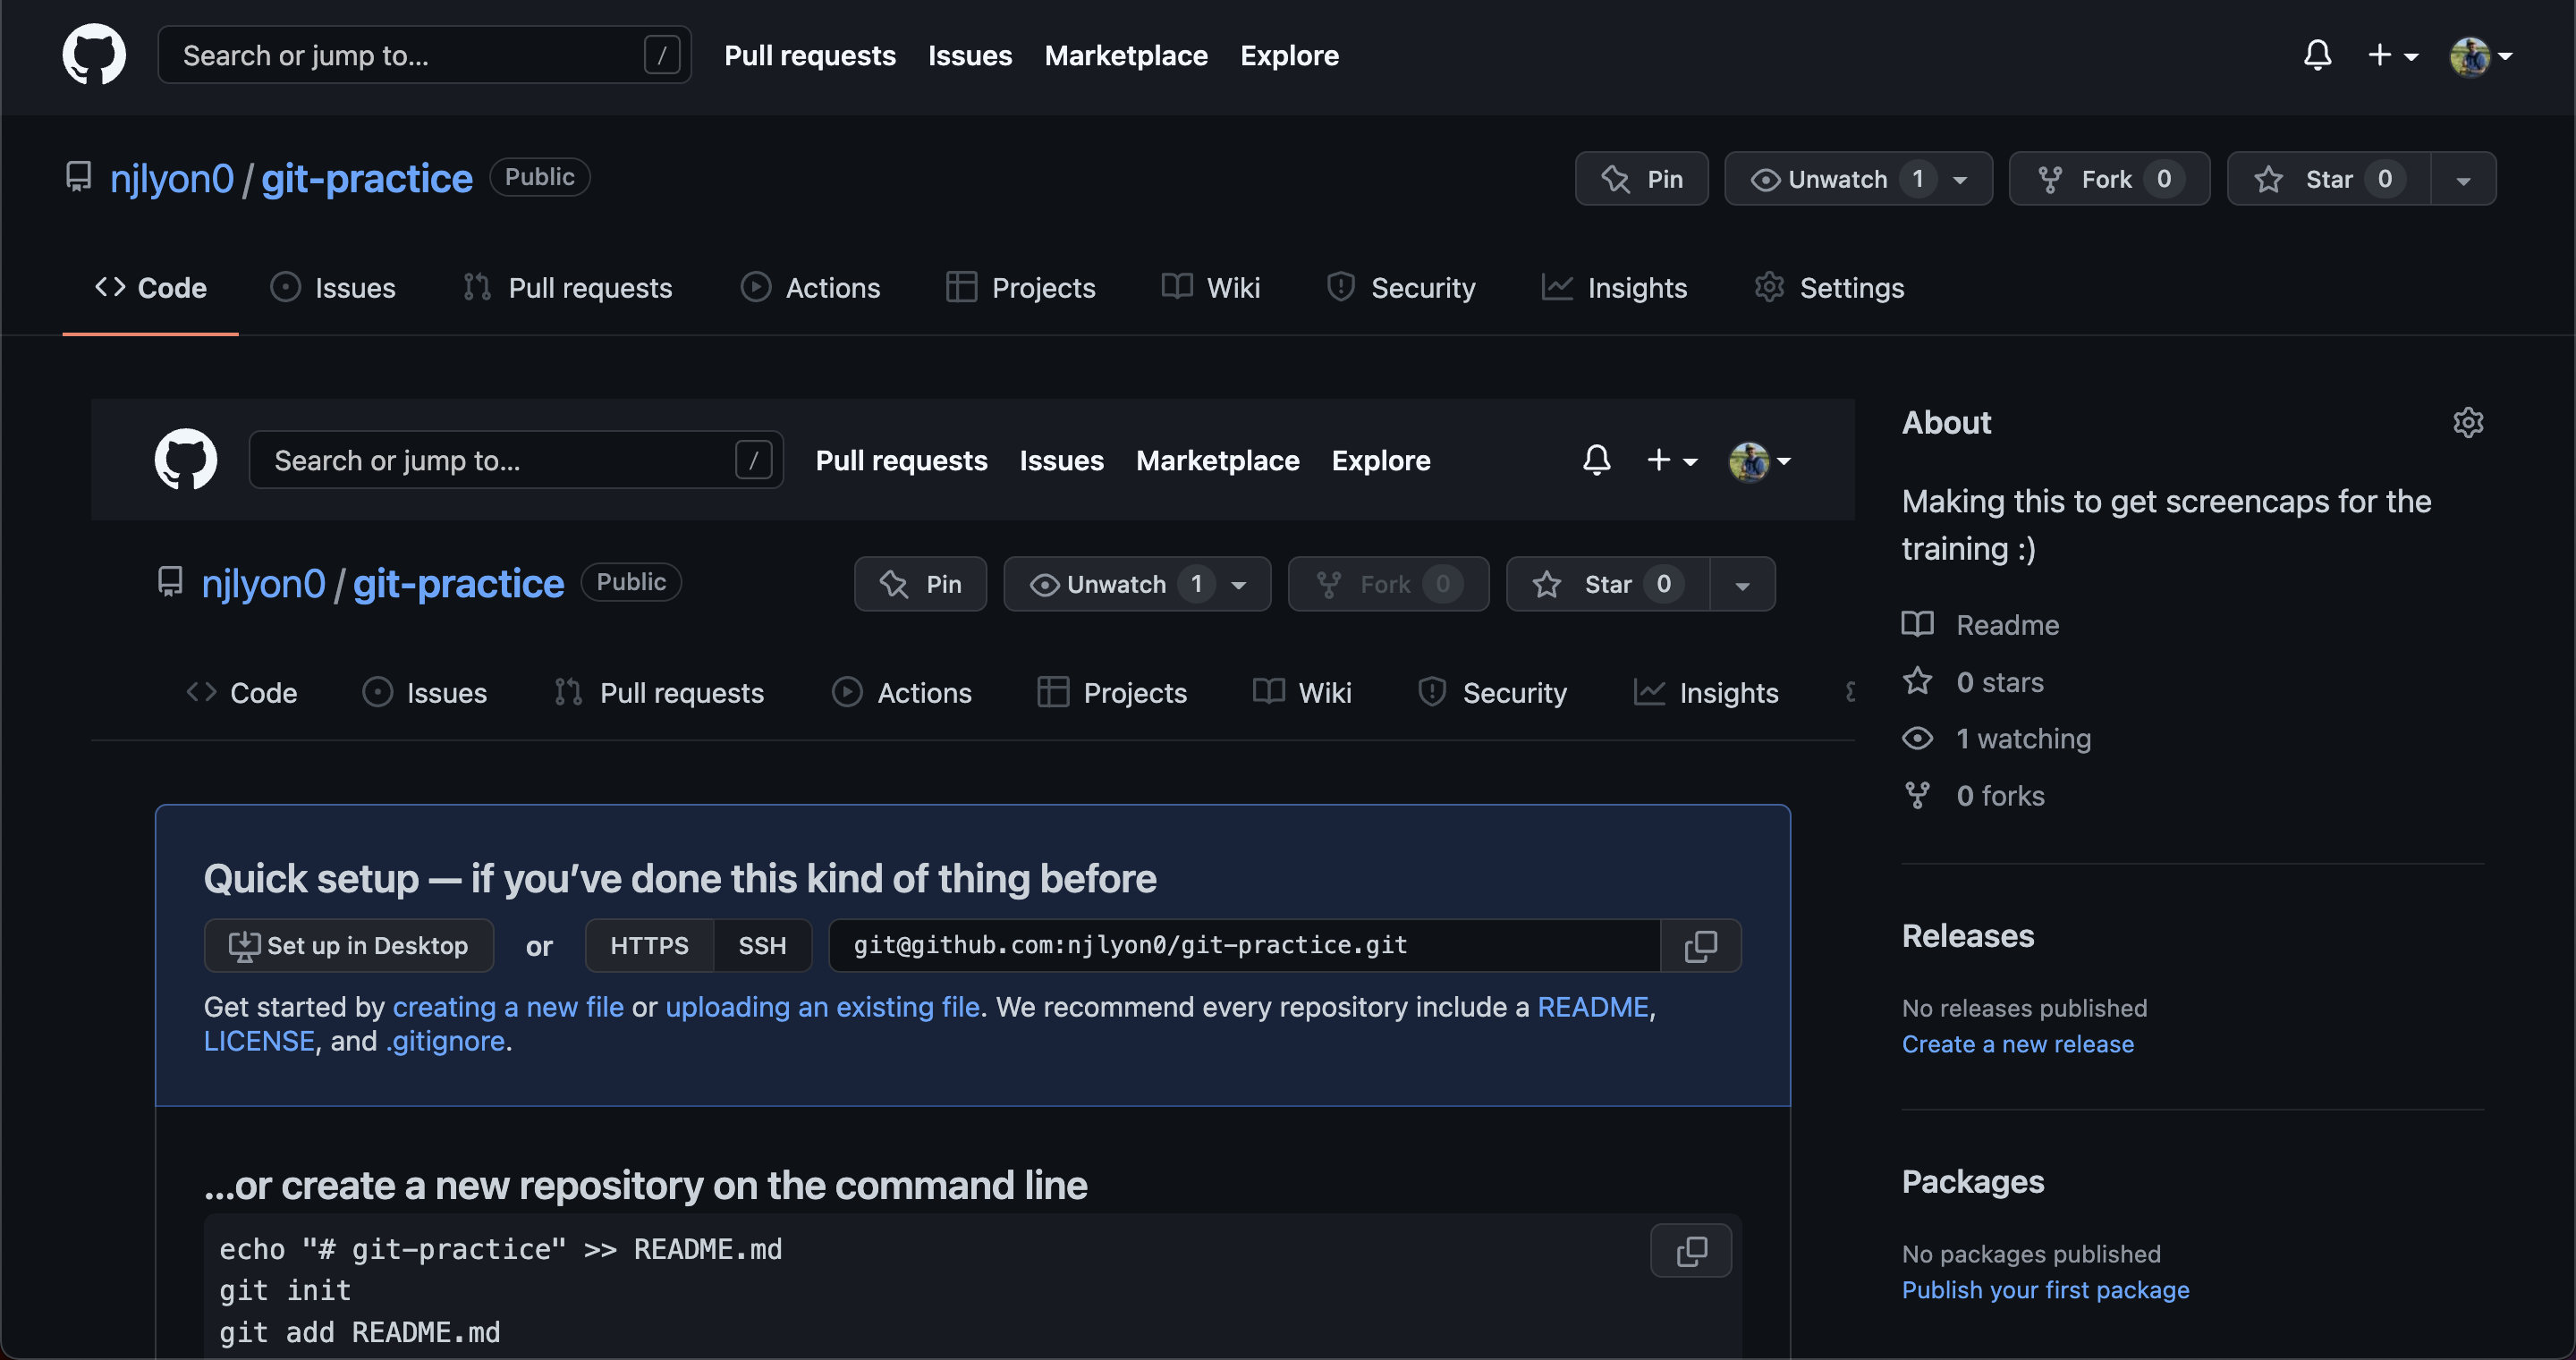 Search or jump to... / Pull requests Issues Marketplace Explore
njlyon0 / git-practice Public Pin Unwatch 1 Fork 0 Star 0
Code Issues Pull requests Actions Projects Wiki Security Insights Settings
Search or jump to... / Pull requests Issues Marketplace Explore
njlyon0 / git-practice Public Pin Unwatch 1 Fork 0 Star 0
Code Issues Pull requests Actions Projects Wiki Security Insights
Quick setup — if you’ve done this kind of thing before
Set up in Desktop or HTTPS SSH git@github.com:njlyon0/git-practice.git
Get started by creating a new file or uploading an existing file. We recommend every repository include a README,
LICENSE, and .gitignore.
...or create a new repository on the command line
echo "# git-practice" >> README.md
git init
git add README.md
About
Making this to get screencaps for the
training :)
Readme
0 stars
1 watching
0 forks
Releases
No releases published
Create a new release
Packages
No packages published
Publish your first package